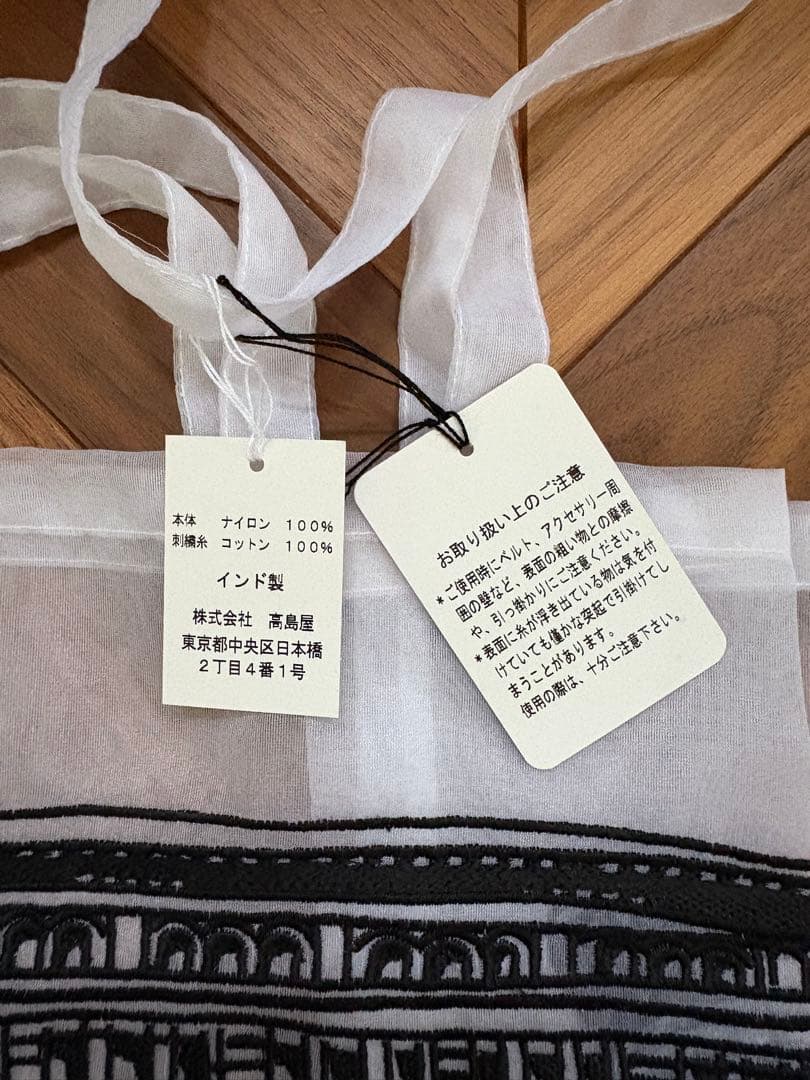 本体　ナイロン　１００％
刺繍糸　コットン　１００％
インド製
株式会社　高島屋
東京都中央区日本橋
２丁目４番１号
お取り扱い上のご注意
＊ご使用時にベルト、アクセサリー周
囲の壁など、表面の粗い物との摩擦
や、引っ掛かりにご注意ください。
＊表面に糸が浮き出ている物は気を付
けていても僅かな突起で引掛けてし
まうことがあります。
使用の際は、十分ご注意下さい。